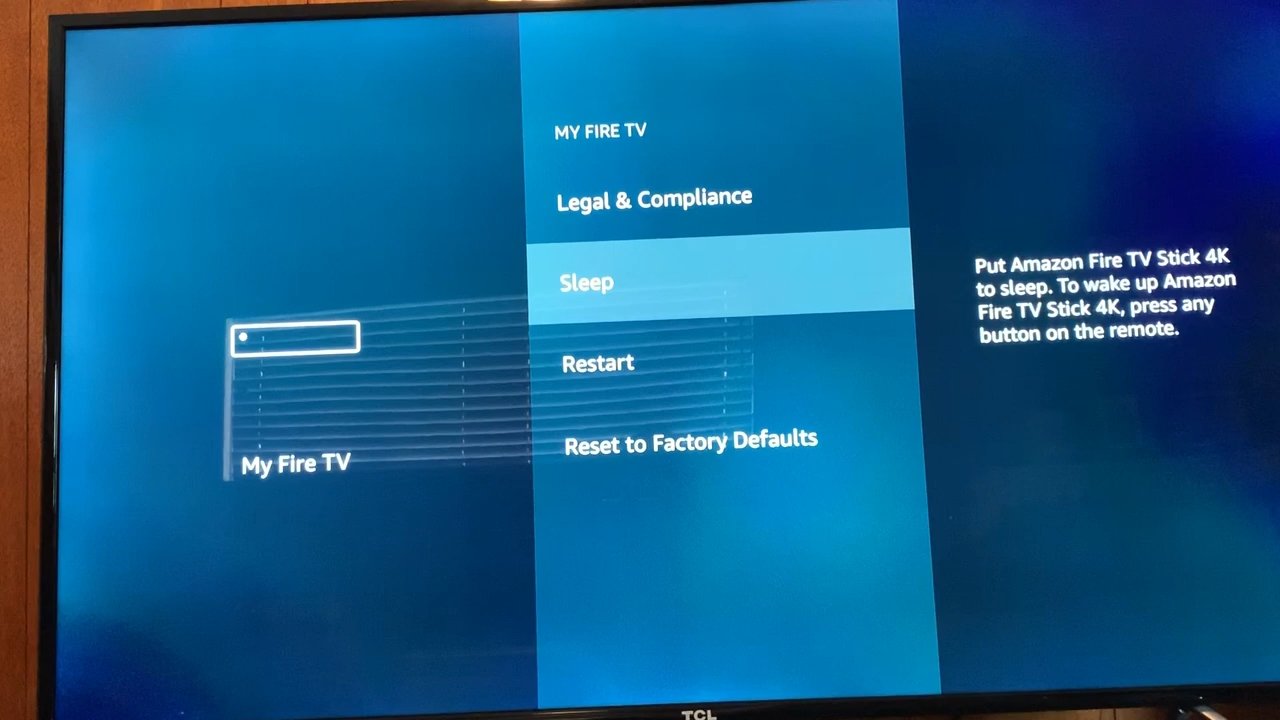 MY FIRE TV
Legal & Compliance
Sleep
Restart
Reset to Factory Defaults
My Fire TV
Put Amazon Fire TV Stick 4K
to sleep. To wake up Amazon
Fire TV Stick 4K, press any
button on the remote.
TCL